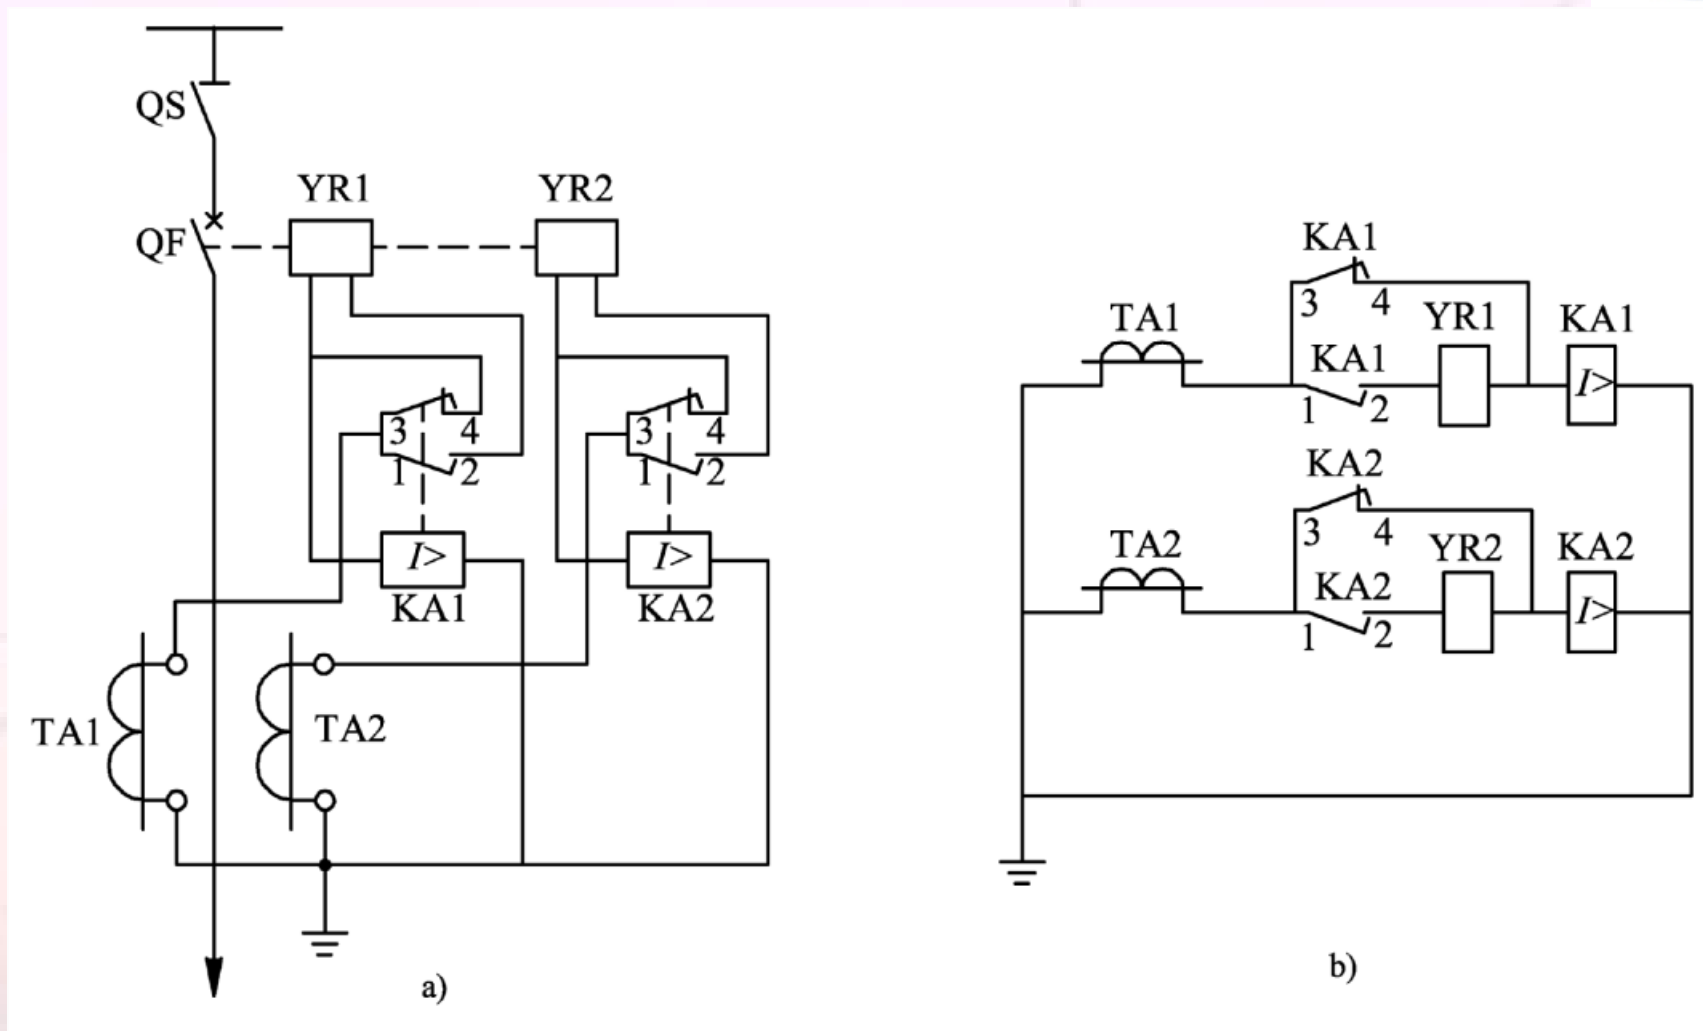 QS
YR1 YR2
QF
3 4 3 4
1 2 1 2
I> I>
KA1 KA2
TA1 TA2
a)
KA1
3 4
TA1 YR1 KA1
KA1
I>
1 2
KA2
3 4
TA2 YR2 KA2
KA2
I>
1 2
b)